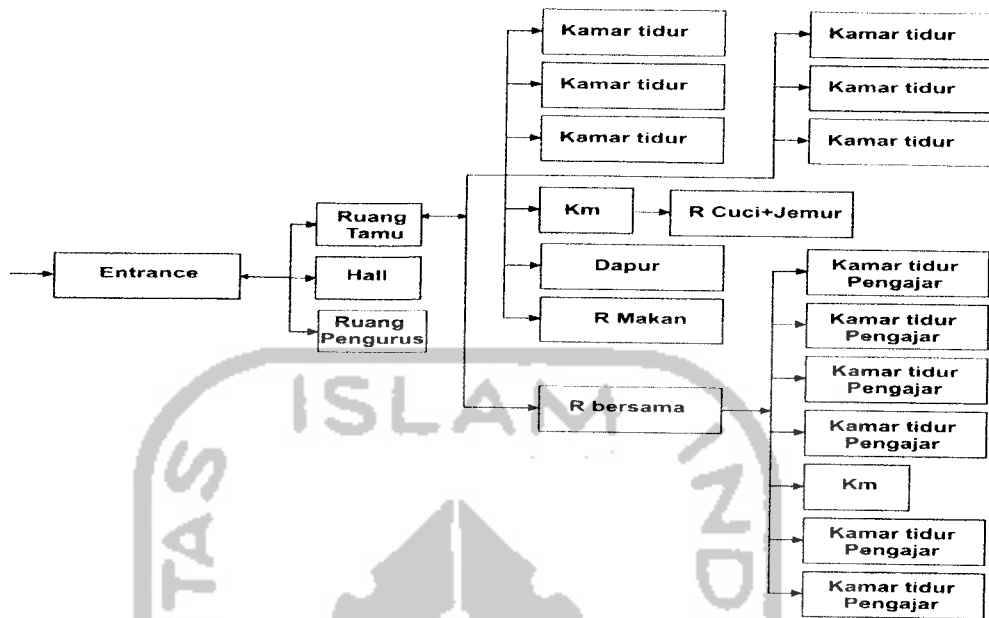 Kamar tidur
Kamar tidur
Kamar tidur
Kamar tidur
Kamar tidur
Kamar tidur
Km
R Cuci+Jemur
Ruang
Tamu
Entrance
Hall
Ruang
Pengurus
Dapur
R Makan
R bersama
Kamar tidur
Pengajar
Kamar tidur
Pengajar
Kamar tidur
Pengajar
Kamar tidur
Pengajar
Km
Kamar tidur
Pengajar
Kamar tidur
Pengajar
TAS
ISLAM
IND